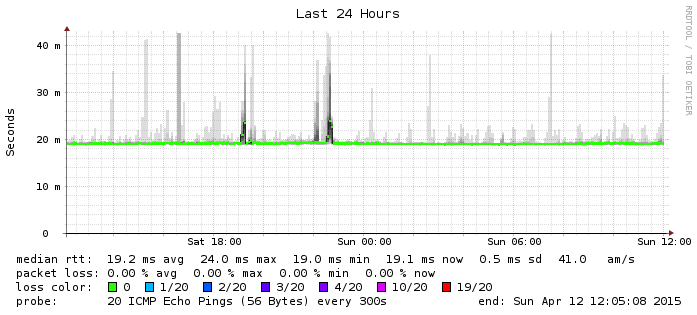 Last 24 Hours
RRDTOOL / TOBI OETIKER
Seconds
40 m
30 m
20 m
10 m
0
Sat 18:00 Sun 00:00 Sun 06:00 Sun 12:00
median rtt: 19.2 ms avg 24.0 ms max 19.0 ms min 19.1 ms now 0.5 ms sd 41.0 am/s
packet loss: 0.00 % avg 0.00 % max 0.00 % min 0.00 % now
loss color: 0 1/20 2/20 3/20 4/20 10/20 19/20
probe: 20 ICMP Echo Pings (56 Bytes) every 300s end: Sun Apr 12 12:05:08 2015